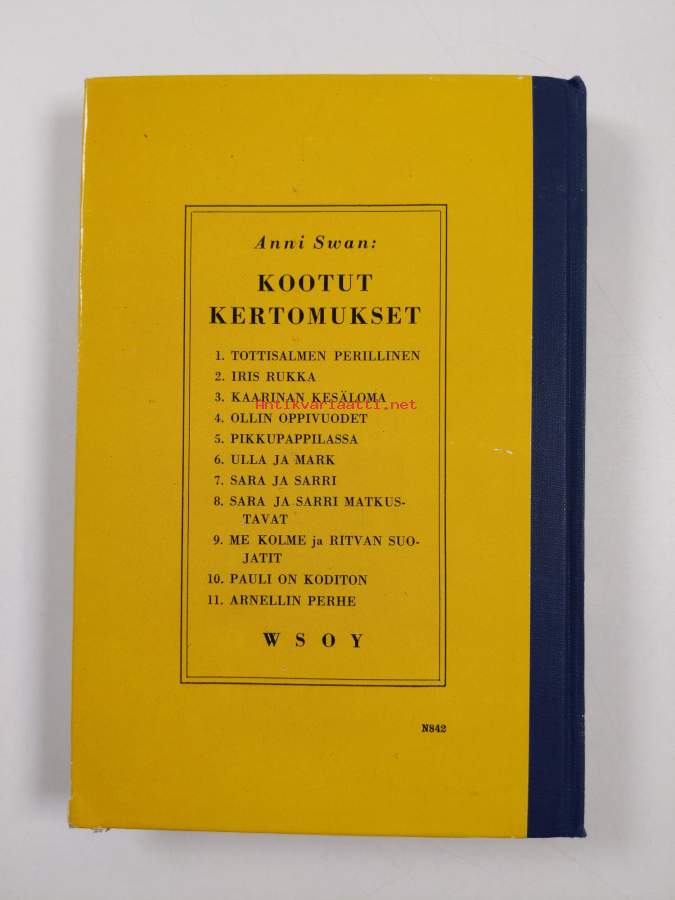 Anni Swan:
KOOTUT
KERTOMUKSET
1. TOTTISALMEN PERILLINEN
2. IRIS RUKKA
3. KAARINAN KESÄLOMA
Antikvariaatti.net
4. OLLIN OPPIVUODET
5. PIKKUPAPPILASSA
6. ULLA JA MARK
7. SARA JA SARRI
8. SARA JA SARRI MATKUS-
TAVAT
9. ME KOLME ja RITVAN SUO-
JATIT
10. PAULI ON KODITON
11. ARNELLIN PERHE
WSOY
N842